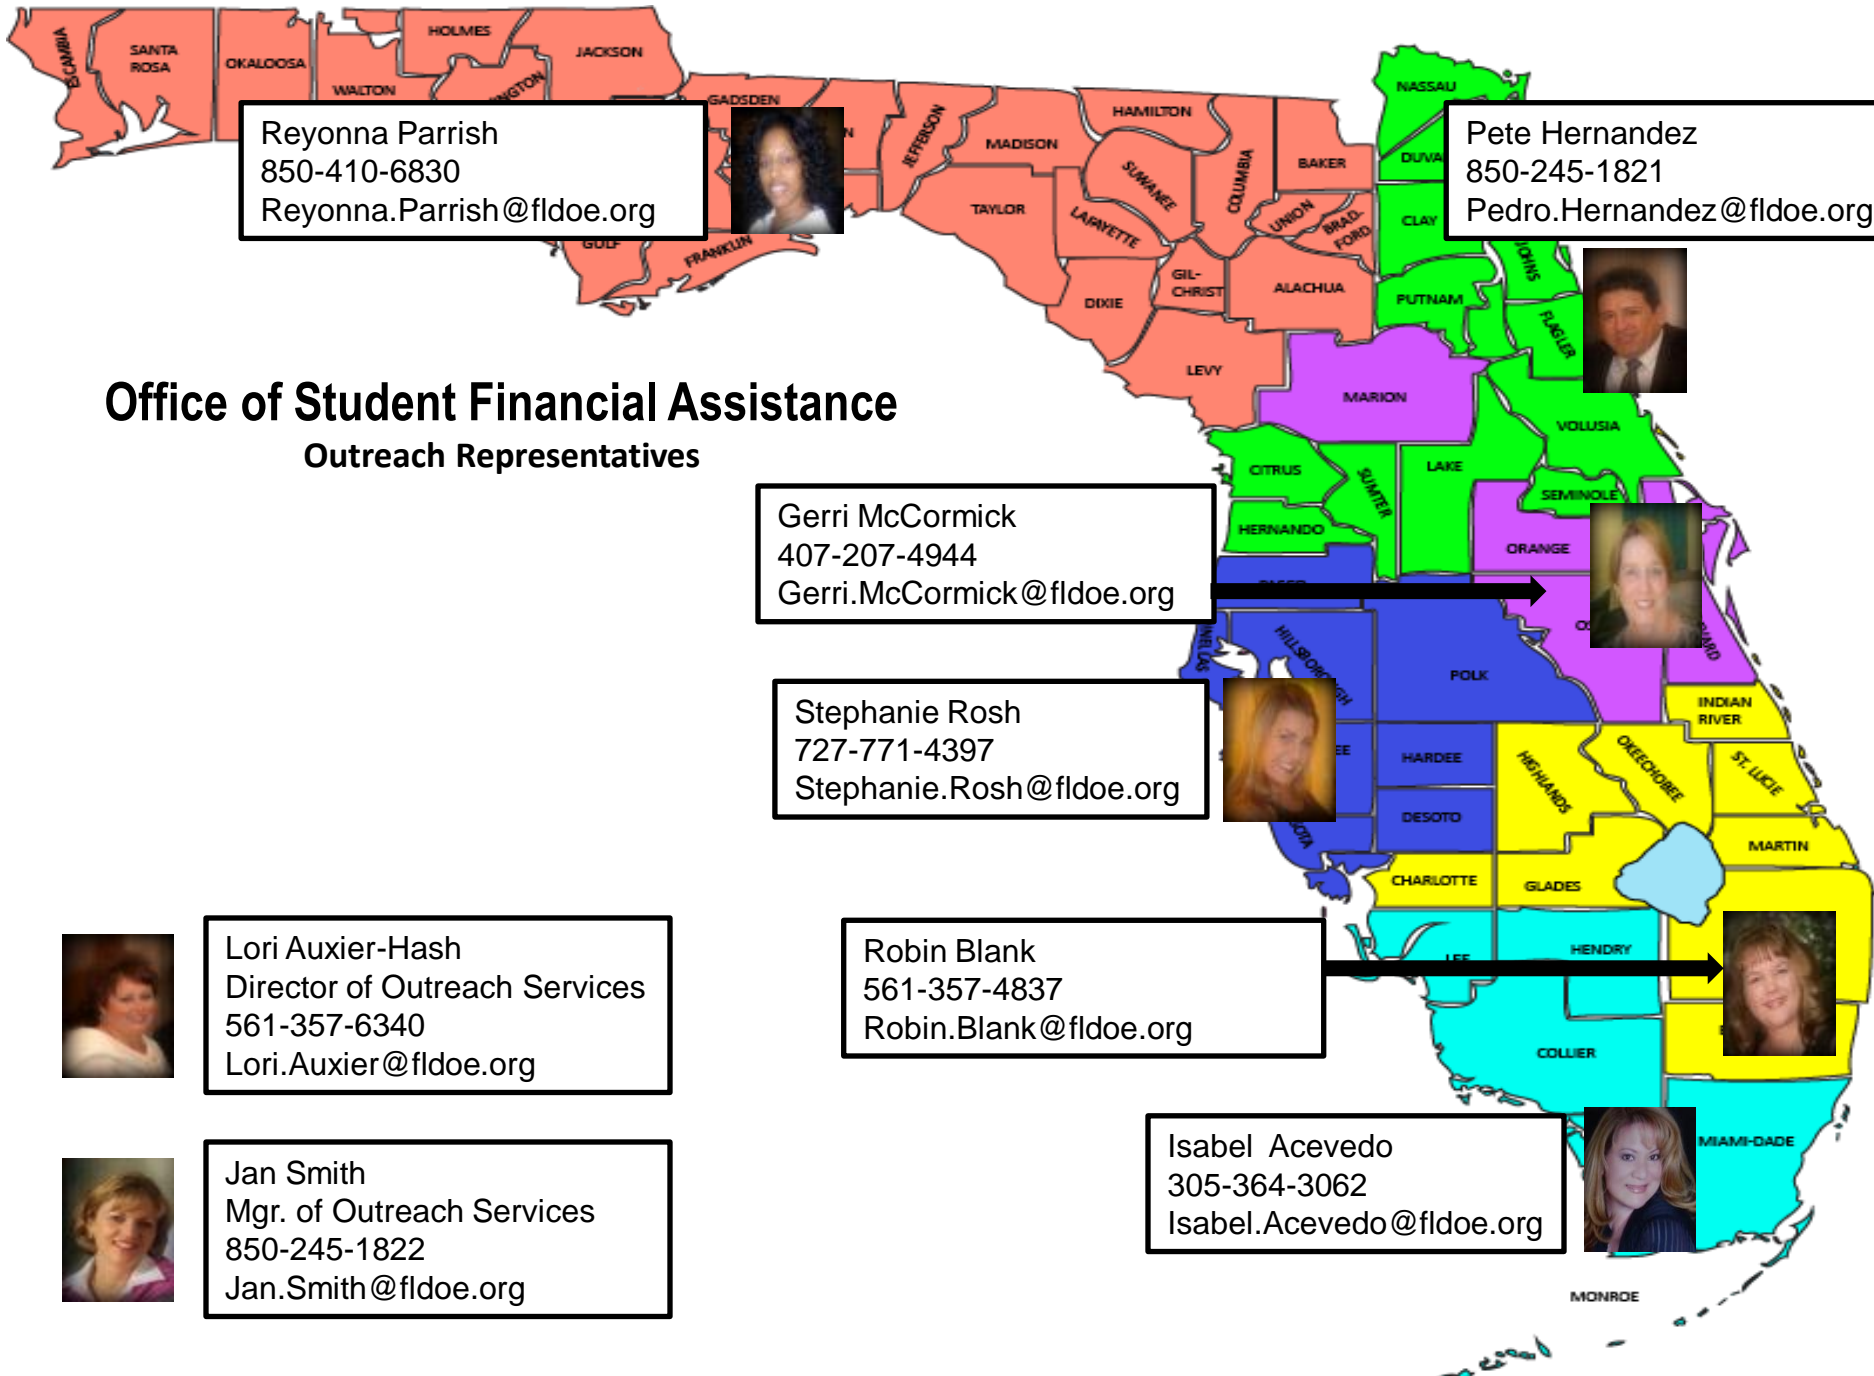 ESCAMBIA
SANTA
ROSA
OKALOOSA
WALTON
HOLMES
JACKSON
GADSDEN
JEFFERSON
MADISON
HAMILTON
SUWANEE
COLUMBIA
BAKER
UNION
BRAD-
FORD
TAYLOR
LAFAYETTE
DIXIE
GIL-
CHRIST
ALACHUA
LEVY
GULF
FRANKLIN
NASSAU
CLAY
PUTNAM
FLAGLER
Reyonna Parrish
850-410-6830
Reyonna.Parrish@fldoe.org
Pete Hernandez
850-245-1821
Pedro.Hernandez@fldoe.org
Office of Student Financial Assistance
Outreach Representatives
MARION
VOLUSIA
CITRUS
SUMTER
LAKE
SEMINOLE
HERNANDO
ORANGE
Gerri McCormick
407-207-4944
Gerri.McCormick@fldoe.org
HILLSBOROUGH
POLK
INDIAN
RIVER
Stephanie Rosh
727-771-4397
Stephanie.Rosh@fldoe.org
HARDEE
HIGHLANDS
OKEECHOBEE
ST. LUCIE
DESOTO
MARTIN
CHARLOTTE
GLADES
Lori Auxier-Hash
Director of Outreach Services
561-357-6340
Lori.Auxier@fldoe.org
Robin Blank
561-357-4837
Robin.Blank@fldoe.org
LEE
HENDRY
COLLIER
Jan Smith
Mgr. of Outreach Services
850-245-1822
Jan.Smith@fldoe.org
Isabel  Acevedo
305-364-3062
Isabel.Acevedo@fldoe.org
MIAMI-DADE
MONROE